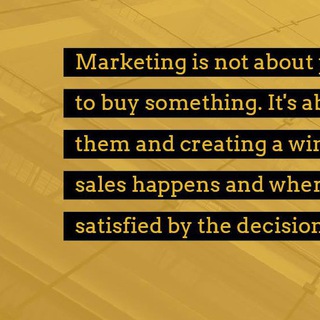 Marketing is not about
to buy something. It's
them and creating a
sales happens and
satisfied by the